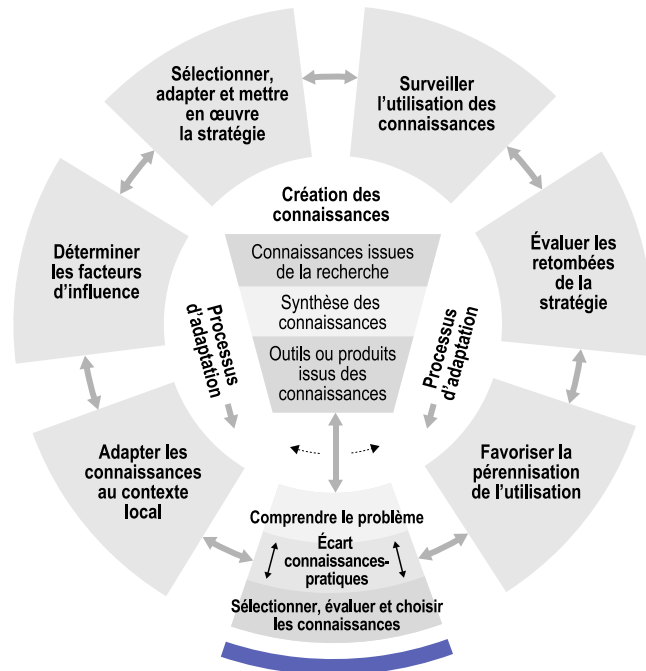 Sélectionner,
adapter et mettre
en œuvre
la stratégie
Surveiller
l'utilisation des
connaissances
Déterminer
les facteurs
d'influence
Création des
connaissances
Connaissances issues
de la recherche
Synthèse des
connaissances
Outils ou produits
issus des
connaissances
Évaluer les
retombées
de la
stratégie
Processus
d'adaptation
Processus
d'adaptation
Adapter les
connaissances
au contexte
local
Favoriser la
pérennisation
de l'utilisation
Comprendre le problème
Écart
connaissances-
pratiques
Sélectionner, évaluer et choisir
les connaissances